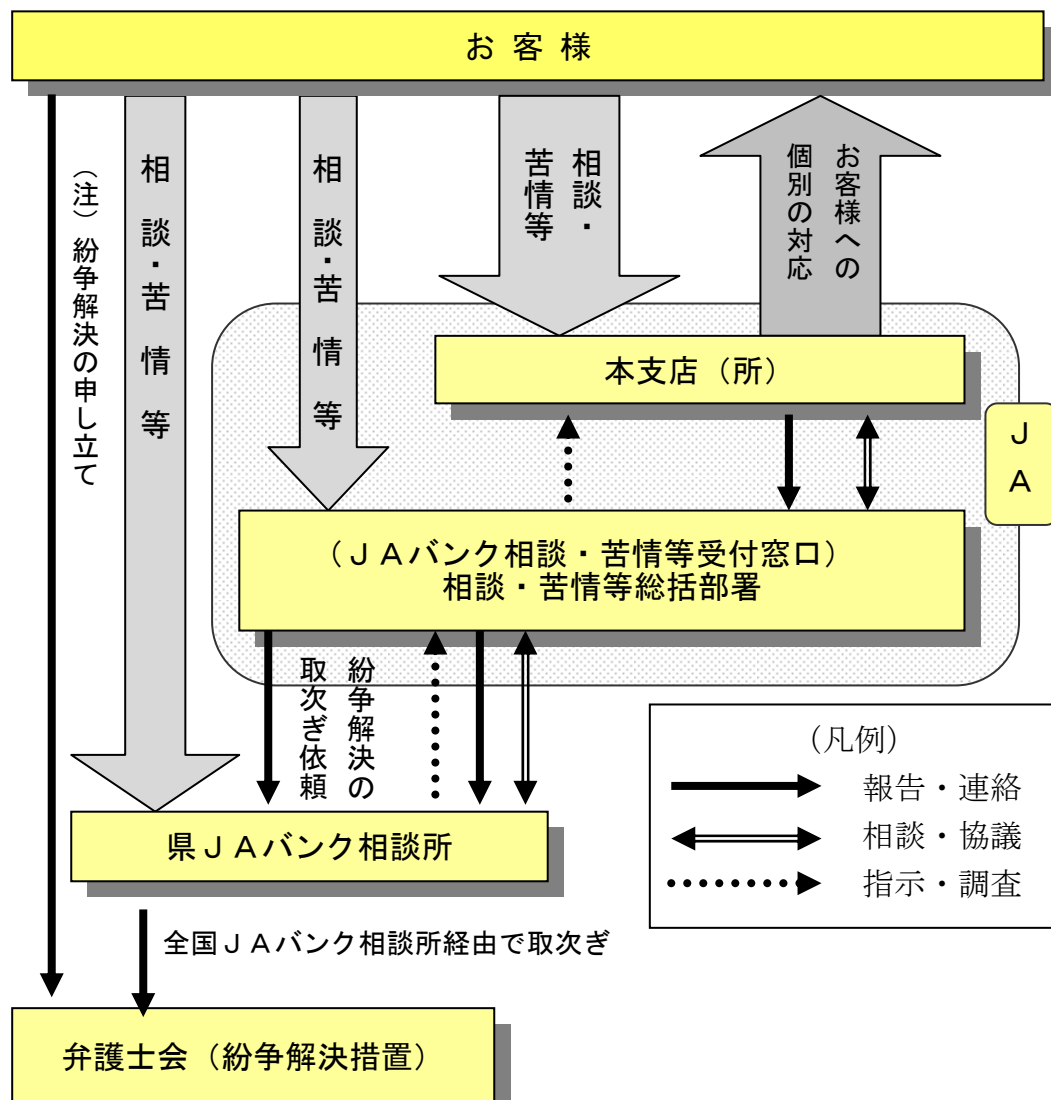 お 客 様
(注)紛争解決の申し立て
相 談・苦 情 等
相 談・苦 情 等
相談・
苦情等
お客様への
個別の対応
本支店(所)
JA
(JAバンク相談・苦情等受付窓口)
相談・苦情等総括部署
紛争解決の
取次ぎ依頼
(凡例)
報告・連絡
相談・協議
指示・調査
県JAバンク相談所
全国JAバンク相談所経由で取次ぎ
弁護士会(紛争解決措置)